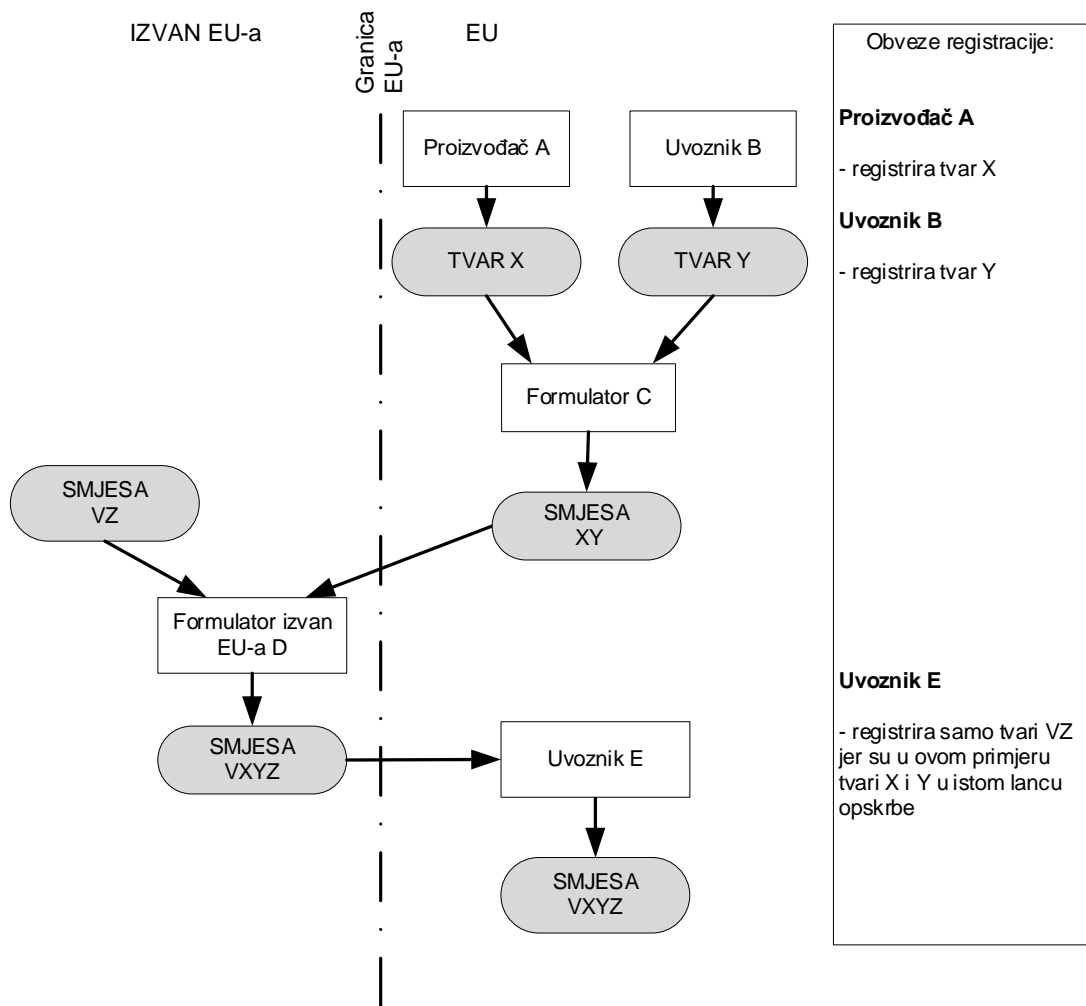 IZVAN EU-a
Granica
EU-a
EU
Proizvođač A
Uvoznik B
TVAR X
TVAR Y
Formulator C
SMJESA
VZ
SMJESA
XY
Formulator izvan
EU-a D
SMJESA
VXYZ
Uvoznik E
SMJESA
VXYZ
Obveze registracije:
Proizvođač A
- registrira tvar X
Uvoznik B
- registrira tvar Y
Uvoznik E
- registrira samo tvari VZ
jer su u ovom primjeru
tvari X i Y u istom lancu
opskrbe